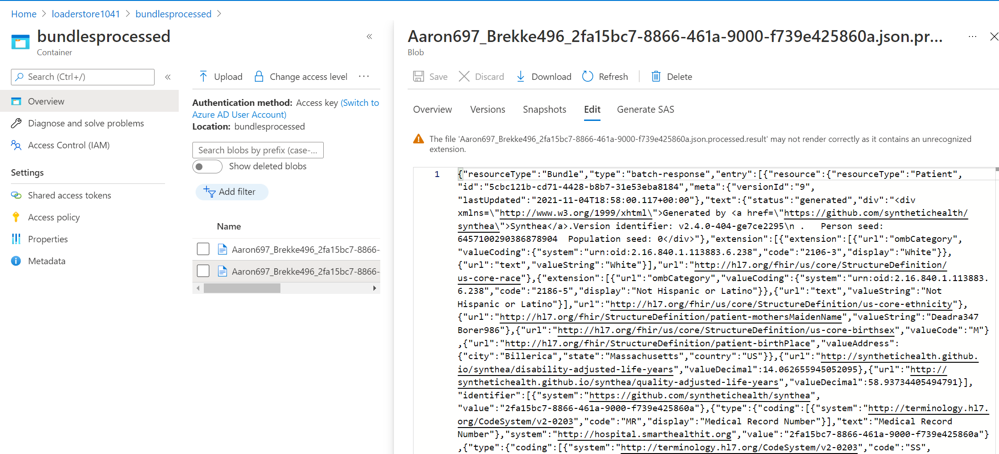 Home > loaderstore1041 > bundlesprocessed >
bundlesprocessed
Container
Search (Ctrl+/)
Overview
Diagnose and solve problems
Access Control (IAM)
Settings
Shared access tokens
Access policy
Properties
Metadata
Upload Change access level ...
Authentication method: Access key (Switch to
Azure AD User Account)
Location: bundlesprocessed
Search blobs by prefix (case-...
Show deleted blobs
Add filter
Name
Aaron697_Brekke496_2fa15bc7-8866-
Aaron697_Brekke496_2fa15bc7-8866-
Aaron697_Brekke496_2fa15bc7-8866-461a-9000-f739e425860a.json.pr...
Blob
Save Discard Download Refresh Delete
Overview Versions Snapshots Edit Generate SAS
The file 'Aaron697_Brekke496_2fa15bc7-8866-461a-9000-f739e425860a.json.processed.result' may not render correctly as it contains an unrecognized
extension.
1
{"resourceType":"Bundle","type":"batch-response","entry":[{"resource":{"resourceType":"Patient",
"id":"5cbc121b-cd71-4428-b8b7-31e53eba8184","meta":{"versionId":"9",
"lastUpdated":"2021-11-04T18:58:00.117+00:00"},"text":{"status":"generated","div":"<div
xmlns=\"http://www.w3.org/1999/xhtml\">Generated by <a href=\"https://github.com/synthetichealth/
synthea\">Synthea</a>.Version identifier: v2.4.0-404-ge7ce2295\n .   Person seed:
6457100290386878904  Population seed: 0</div>"},"extension":[{"extension":[{"url":"ombCategory",
"valueCoding":{"system":"urn:oid:2.16.840.1.113883.6.238","code":"2106-3","display":"White"}},
{"url":"text","valueString":"White"}],"url":"http://hl7.org/fhir/us/core/StructureDefinition/
us-core-race"},{"extension":[{"url":"ombCategory","valueCoding":{"system":"urn:oid:2.16.840.1.113883.
6.238","code":"2186-5","display":"Not Hispanic or Latino"}},{"url":"text","valueString":"Not
Hispanic or Latino"}],"url":"http://hl7.org/fhir/us/core/StructureDefinition/us-core-ethnicity"},
{"url":"http://hl7.org/fhir/StructureDefinition/patient-mothersMaidenName","valueString":"Deadra347
Borer986"},{"url":"http://hl7.org/fhir/us/core/StructureDefinition/us-core-birthsex","valueCode":"M"}
,{"url":"http://hl7.org/fhir/StructureDefinition/patient-birthPlace","valueAddress":
{"city":"Billerica","state":"Massachusetts","country":"US"}},{"url":"http://synthetichealth.github.
io/synthea/disability-adjusted-life-years","valueDecimal":14.062655945052095},{"url":"http://
synthetichealth.github.io/synthea/quality-adjusted-life-years","valueDecimal":58.93734405494791}],
"identifier":[{"system":"https://github.com/synthetichealth/synthea",
"value":"2fa15bc7-8866-461a-9000-f739e425860a"},{"type":{"coding":[{"system":"http://terminology.hl7.
org/CodeSystem/v2-0203","code":"MR","display":"Medical Record Number"}],"text":"Medical Record
Number"},"system":"http://hospital.smarthealthit.org","value":"2fa15bc7-8866-461a-9000-f739e425860a"}
,{"type":{"coding":[{"system":"http://terminology.hl7.org/CodeSystem/v2-0203","code":"SS",